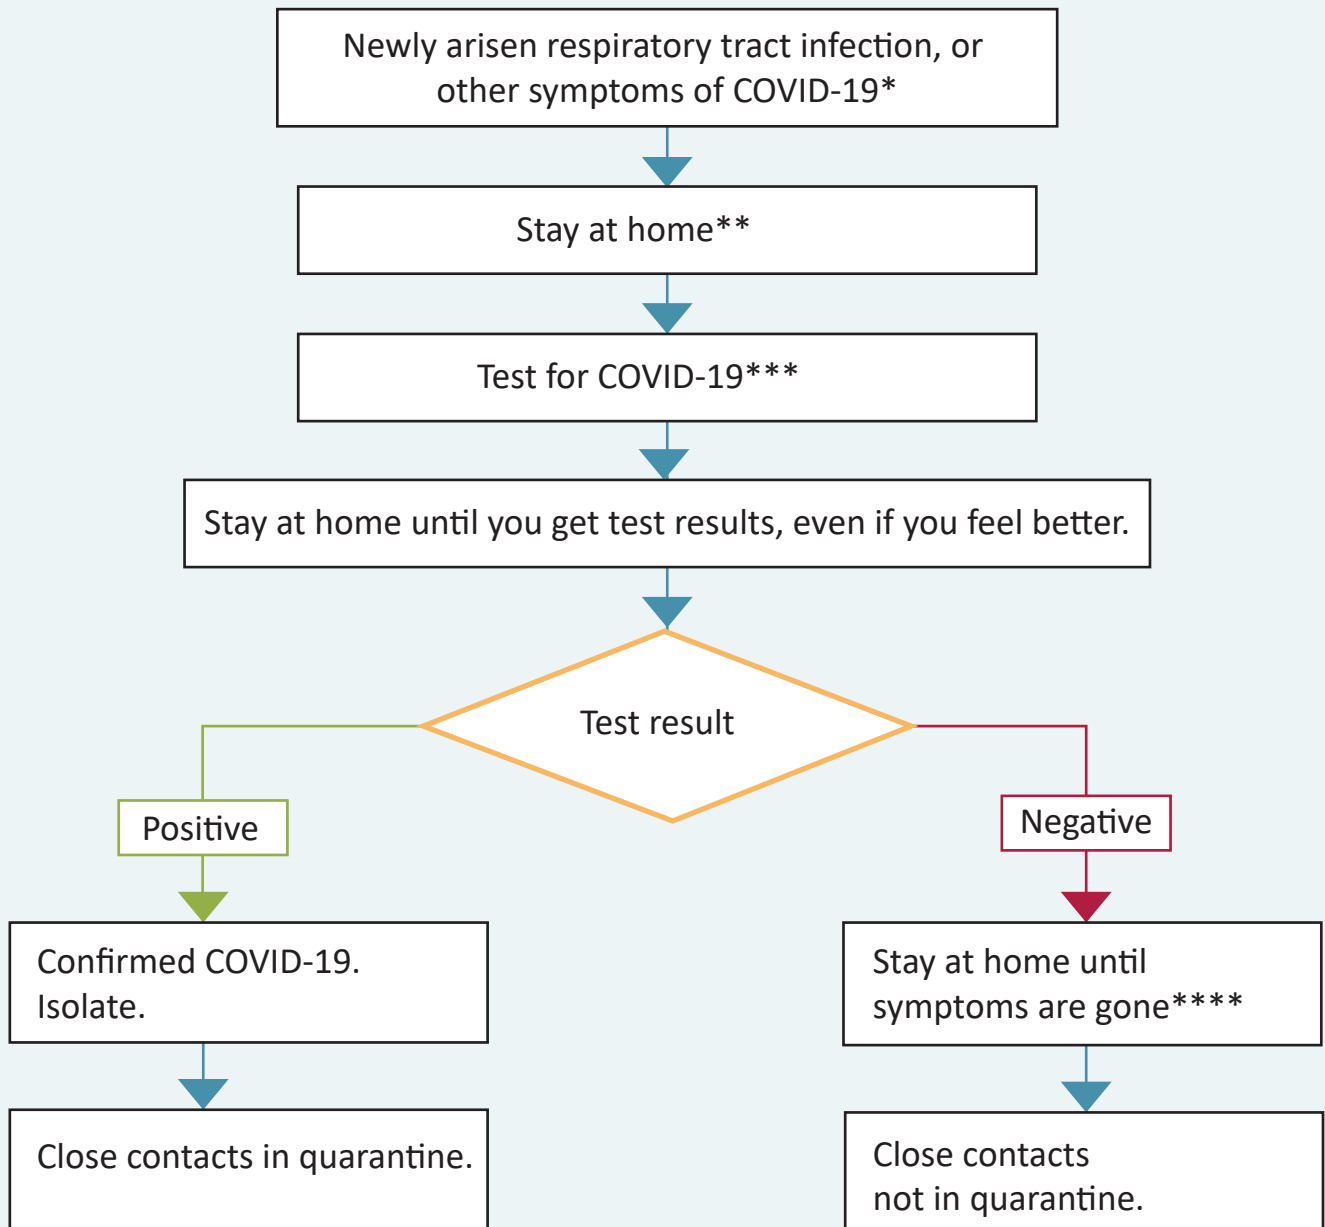 Newly arisen respiratory tract infection, or
other symptoms of COVID-19*
Stay at home**
Test for COVID-19***
Stay at home until you get test results, even if you feel better.
Test result
Positive
Negative
Confirmed COVID-19.
Isolate.
Stay at home until
symptoms are gone****
Close contacts in quarantine.
Close contacts
not in quarantine.